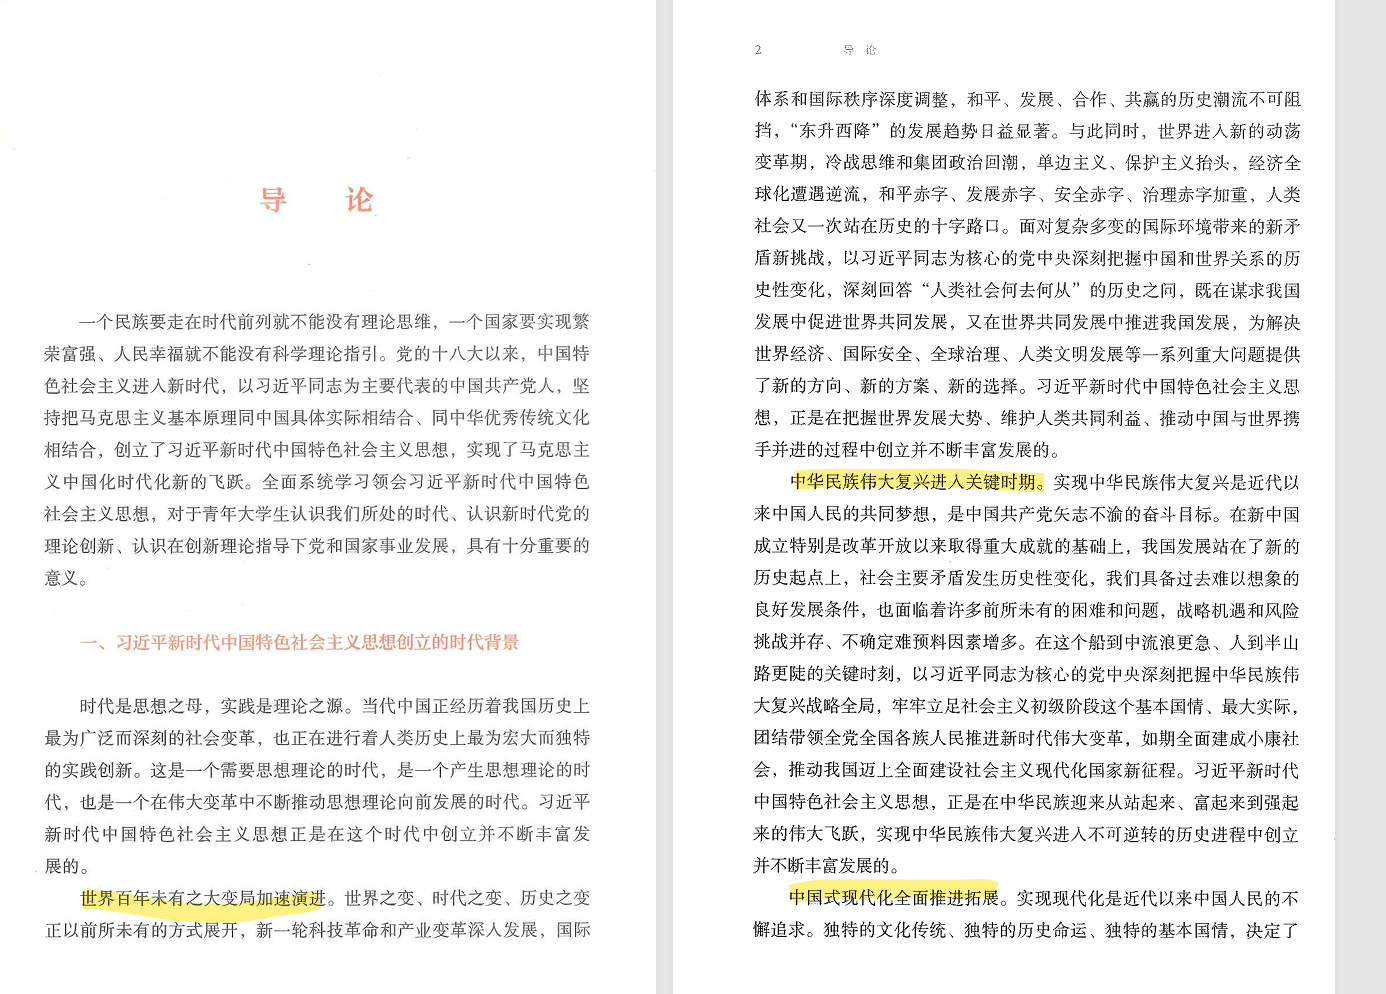 导 论
一个民族要走在时代前列就不能没有理论思维，一个国家要实现繁
荣富强、人民幸福就不能没有科学理论指引。党的十八大以来，中国特
色社会主义进入新时代，以习近平同志为主要代表的中国共产党人，坚
持把马克思主义基本原理同中国具体实际相结合、同中华优秀传统文化
相结合，创立了习近平新时代中国特色社会主义思想，实现了马克思主
义中国化时代化新的飞跃。全面系统学习领会习近平新时代中国特色
社会主义思想，对于青年大学生认识我们所处的时代、认识新时代党的
理论创新、认识在创新理论指导下党和国家事业发展，具有十分重要的
意义。
一、习近平新时代中国特色社会主义思想创立的时代背景
时代是思想之母，实践是理论之源。当代中国正经历着我国历史上
最为广泛而深刻的社会变革，也正在进行着人类历史上最为宏大而独特
的实践创新。这是一个需要思想理论的时代，是一个产生思想理论的时
代，也是一个在伟大变革中不断推动思想理论向前发展的时代。习近平
新时代中国特色社会主义思想正是在这个时代中创立并不断丰富发
展的。
世界百年未有之大变局加速演进。世界之变、时代之变、历史之变
正以前所未有的方式展开，新一轮科技革命和产业变革深入发展，国际
2 导 论
体系和国际秩序深度调整，和平、发展、合作、共赢的历史潮流不可阻
挡，“东升西降”的发展趋势日益显著。与此同时，世界进入新的动荡
变革期，冷战思维和集团政治回潮，单边主义、保护主义抬头，经济全
球化遭遇逆流，和平赤字、发展赤字、安全赤字、治理赤字加重，人类
社会又一次站在历史的十字路口。面对复杂多变的国际环境带来的新矛
盾新挑战，以习近平同志为核心的党中央深刻把握中国和世界关系的历
史性变化，深刻回答“人类社会何去何从”的历史之问，既在谋求我国
发展中促进世界共同发展，又在世界共同发展中推进我国发展，为解决
世界经济、国际安全、全球治理、人类文明发展等一系列重大问题提供
了新的方向、新的方案、新的选择。习近平新时代中国特色社会主义思
想，正是在把握世界发展大势、维护人类共同利益、推动中国与世界携
手并进的过程中创立并不断丰富发展的。
中华民族伟大复兴进入关键时期。实现中华民族伟大复兴是近代以
来中国人民的共同梦想，是中国共产党矢志不渝的奋斗目标。在新中国
成立特别是改革开放以来取得重大成就的基础上，我国发展站在了新的
历史起点上，社会主要矛盾发生历史性变化，我们具备过去难以想象的
良好发展条件，也面临着许多前所未有的困难和问题，战略机遇和风险
挑战并存、不确定难预料因素增多。在这个船到中流浪更急、人到半山
路更陡的关键时刻，以习近平同志为核心的党中央深刻把握中华民族伟
大复兴战略全局，牢牢立足社会主义初级阶段这个基本国情、最大实际，
团结带领全党全国各族人民推进新时代伟大变革，如期全面建成小康社
会，推动我国迈上全面建设社会主义现代化国家新征程。习近平新时代
中国特色社会主义思想，正是在中华民族迎来从站起来、富起来到强起
来的伟大飞跃，实现中华民族伟大复兴进入不可逆转的历史进程中创立
并不断丰富发展的。
中国式现代化全面推进拓展。实现现代化是近代以来中国人民的不
懈追求。独特的文化传统、独特的历史命运、独特的基本国情，决定了